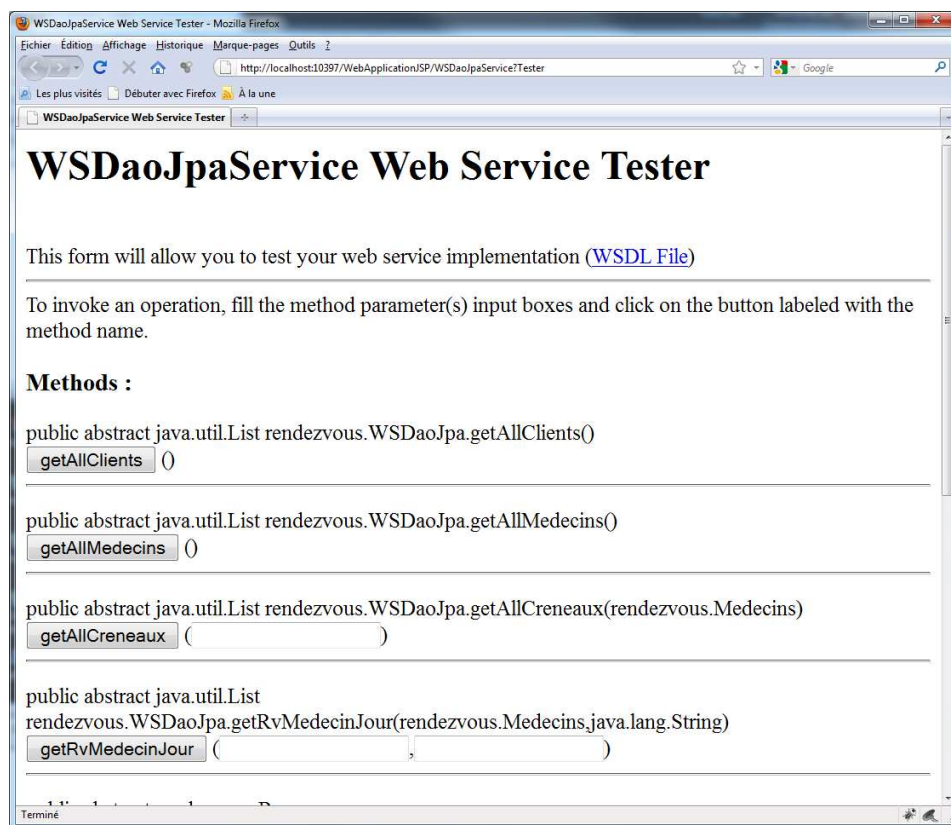 WSDaoJpaService Web Service Tester - Mozilla Firefox
Fichier Édition Affichage Historique Marque-pages Outils ?
http://localhost:10397/WebApplicationJSP/WSDaoJpaService?Tester
Google
Les plus visités Débuter avec Firefox À la une
WSDaoJpaService Web Service Tester
WSDaoJpaService Web Service Tester
This form will allow you to test your web service implementation (WSDL File)
To invoke an operation, fill the method parameter(s) input boxes and click on the button labeled with the
method name.
Methods :
public abstract java.util.List rendezvous.WSDaoJpa.getAllClients()
getAllClients ()
public abstract java.util.List rendezvous.WSDaoJpa.getAllMedecins()
getAllMedecins ()
public abstract java.util.List rendezvous.WSDaoJpa.getAllCreneaux(rendezvous.Medecins)
getAllCreneaux ( )
public abstract java.util.List
rendezvous.WSDaoJpa.getRvMedecinJour(rendezvous.Medecins,java.lang.String)
getRvMedecinJour ( , )
Terminé